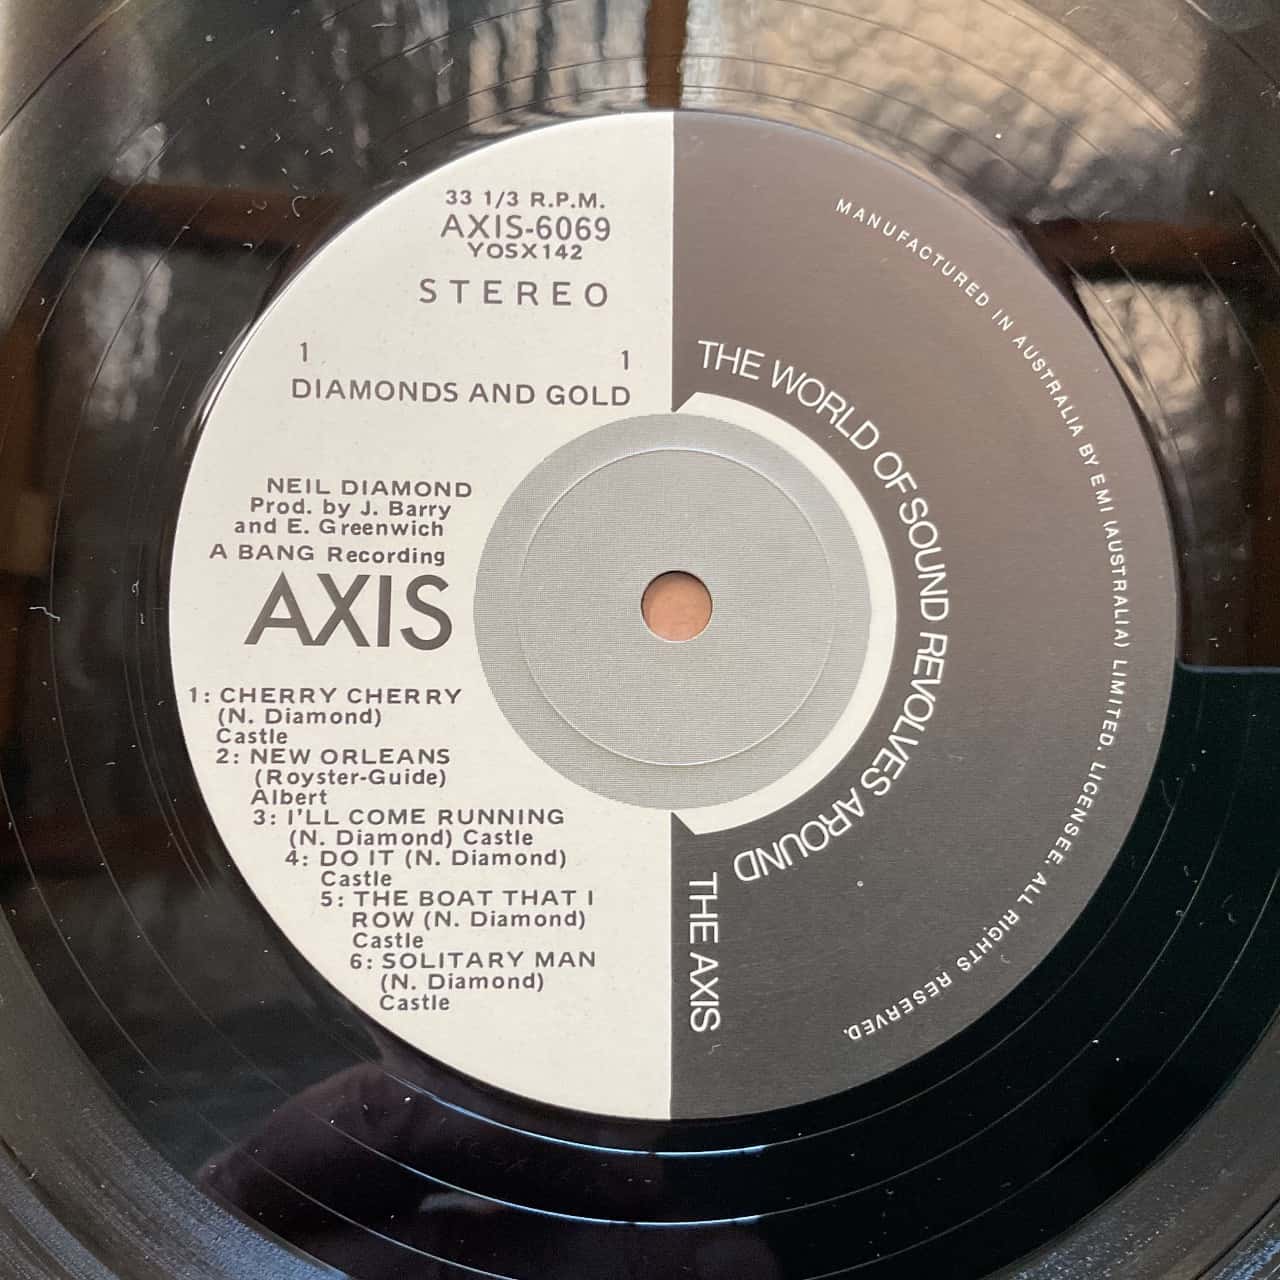 33 1/3 R.P.M.
AXIS-6069
YOSX142
STEREO
1 1
DIAMONDS AND GOLD
NEIL DIAMOND
Prod. by J. Barry
and E. Greenwich
A BANG Recording
AXIS
1: CHERRY CHERRY
(N. Diamond)
Castle
2: NEW ORLEANS
(Royster-Guide)
Albert
3: I'LL COME RUNNING
(N. Diamond) Castle
4: DO IT (N. Diamond)
Castle
5: THE BOAT THAT I
ROW (N. Diamond)
Castle
6: SOLITARY MAN
(N. Diamond)
Castle
THE WORLD OF SOUND REVOLVES AROUND
THE AXIS
MANUFACTURED IN AUSTRALIA BY EMI (AUSTRALIA) LIMITED. LICENSEE. ALL RIGHTS RESERVED.